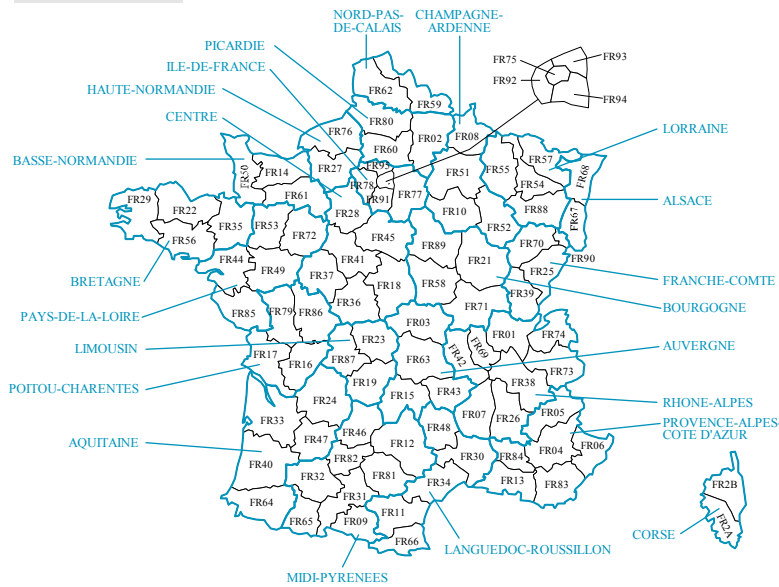 NORD-PAS-
DE-CALAIS
CHAMPAGNE-
ARDENNE
PICARDIE
ILE-DE-FRANCE
HAUTE-NORMANDIE
CENTRE
BASSE-NORMANDIE
BRETAGNE
PAYS-DE-LA-LOIRE
LIMOUSIN
POITOU-CHARENTES
AQUITAINE
MIDI-PYRENEES
LANGUEDOC-ROUSSILLON
CORSE
PROVENCE-ALPES-
COTE D'AZUR
RHONE-ALPES
AUVERGNE
BOURGOGNE
FRANCHE-COMTE
ALSACE
LORRAINE
FR75
FR92
FR93
FR94
FR62
FR59
FR80
FR02
FR08
FR76
FR60
FR27
FR93
FR78
FR91
FR77
FR51
FR55
FR57
FR54
FR68
FR67
FR88
FR50
FR14
FR61
FR28
FR10
FR52
FR29
FR22
FR56
FR35
FR53
FR72
FR45
FR89
FR70
FR90
FR44
FR49
FR37
FR41
FR18
FR58
FR21
FR25
FR39
FR85
FR79
FR86
FR36
FR03
FR71
FR01
FR74
FR17
FR16
FR87
FR23
FR63
FR42
FR69
FR73
FR38
FR24
FR19
FR15
FR43
FR07
FR26
FR05
FR33
FR47
FR46
FR12
FR48
FR30
FR84
FR04
FR06
FR40
FR32
FR82
FR81
FR34
FR13
FR83
FR64
FR65
FR31
FR09
FR11
FR66
FR2B
FR2A